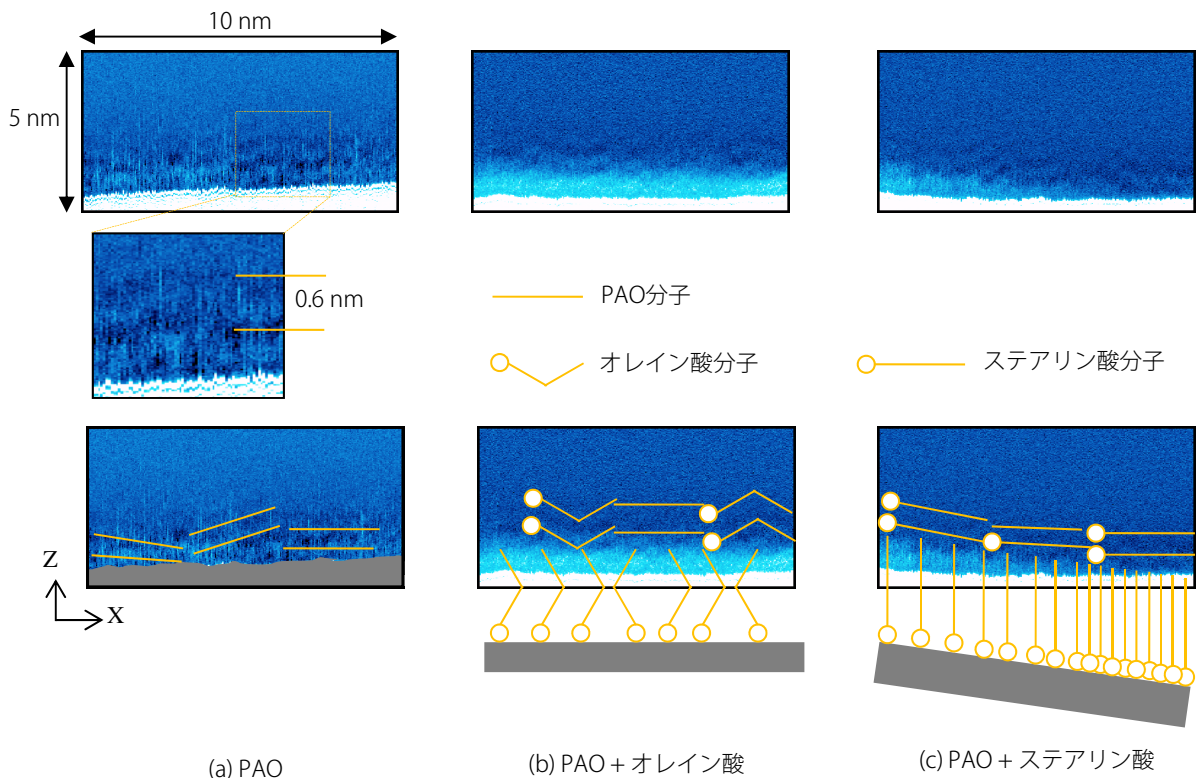 10 nm
5 nm
0.6 nm
PAO分子
オレイン酸分子
ステアリン酸分子
Z
X
(a) PAO
(b) PAO + オレイン酸
(c) PAO + ステアリン酸